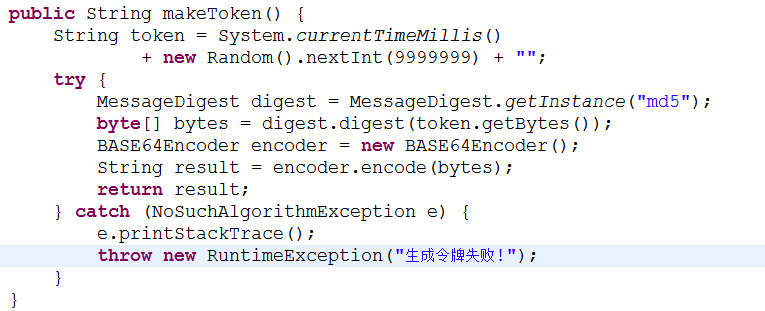 public String makeToken() {
    String token = System.currentTimeMillis()
            + new Random().nextInt(9999999) + "";
    try {
        MessageDigest digest = MessageDigest.getInstance("md5");
        byte[] bytes = digest.digest(token.getBytes());
        BASE64Encoder encoder = new BASE64Encoder();
        String result = encoder.encode(bytes);
        return result;
    } catch (NoSuchAlgorithmException e) {
        e.printStackTrace();
        throw new RuntimeException("生成令牌失败!");
    }
}